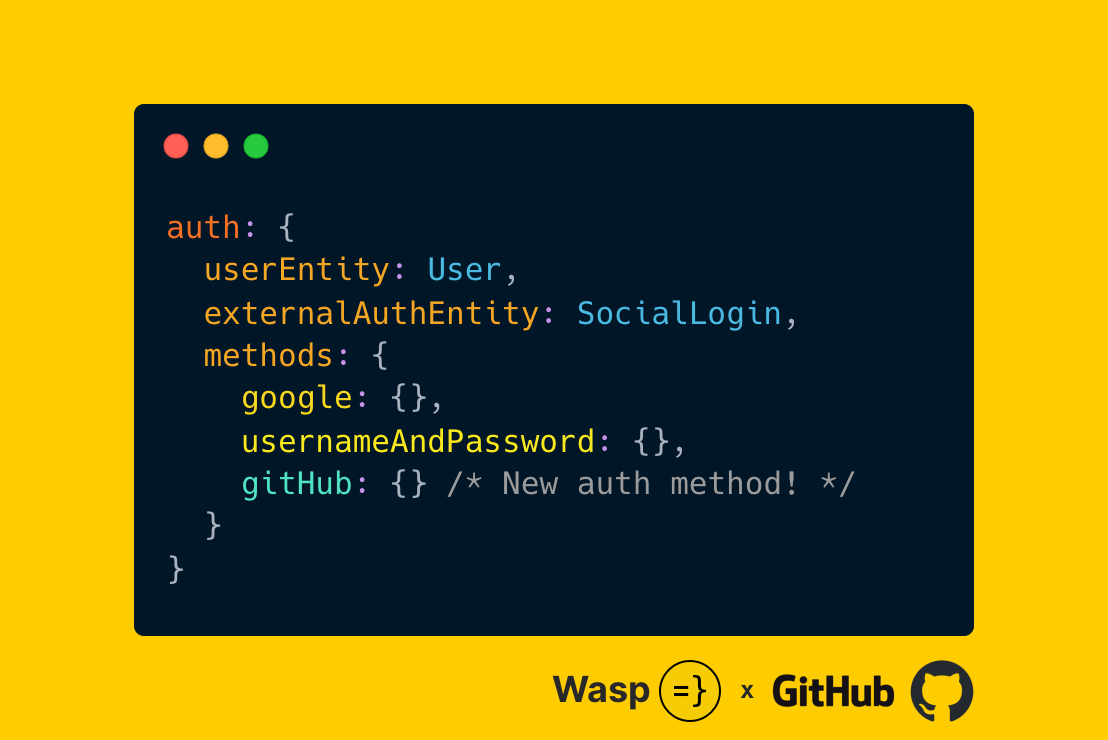 auth: {
  userEntity: User,
  externalAuthEntity: SocialLogin,
  methods: {
    google: {},
    usernameAndPassword: {},
    gitHub: {} /* New auth method! */
  }
}
Wasp =} x GitHub